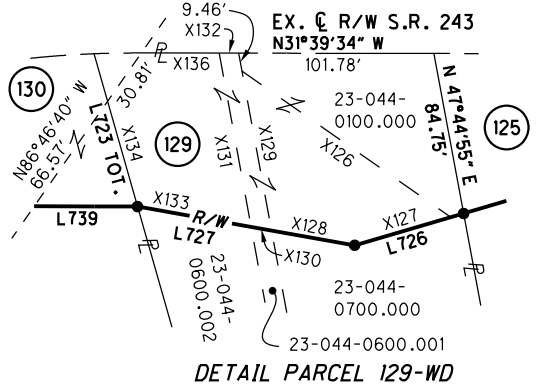 9.46'
X132
EX. ℄ R/W S.R. 243
N31°39'34" W
101.78'
PL
X136
130
30.81'
N86°46'40" W
66.57'
L723 TOT.
X134
129
X131
X129
23-044-
0100.000
X126
N 47°44'55" E
84.75'
125
X133
R/W
L727
X128
X127
L726
L739
X130
PL
23-044-
0600.002
23-044-
0700.000
PL
23-044-0600.001
DETAIL PARCEL 129-WD